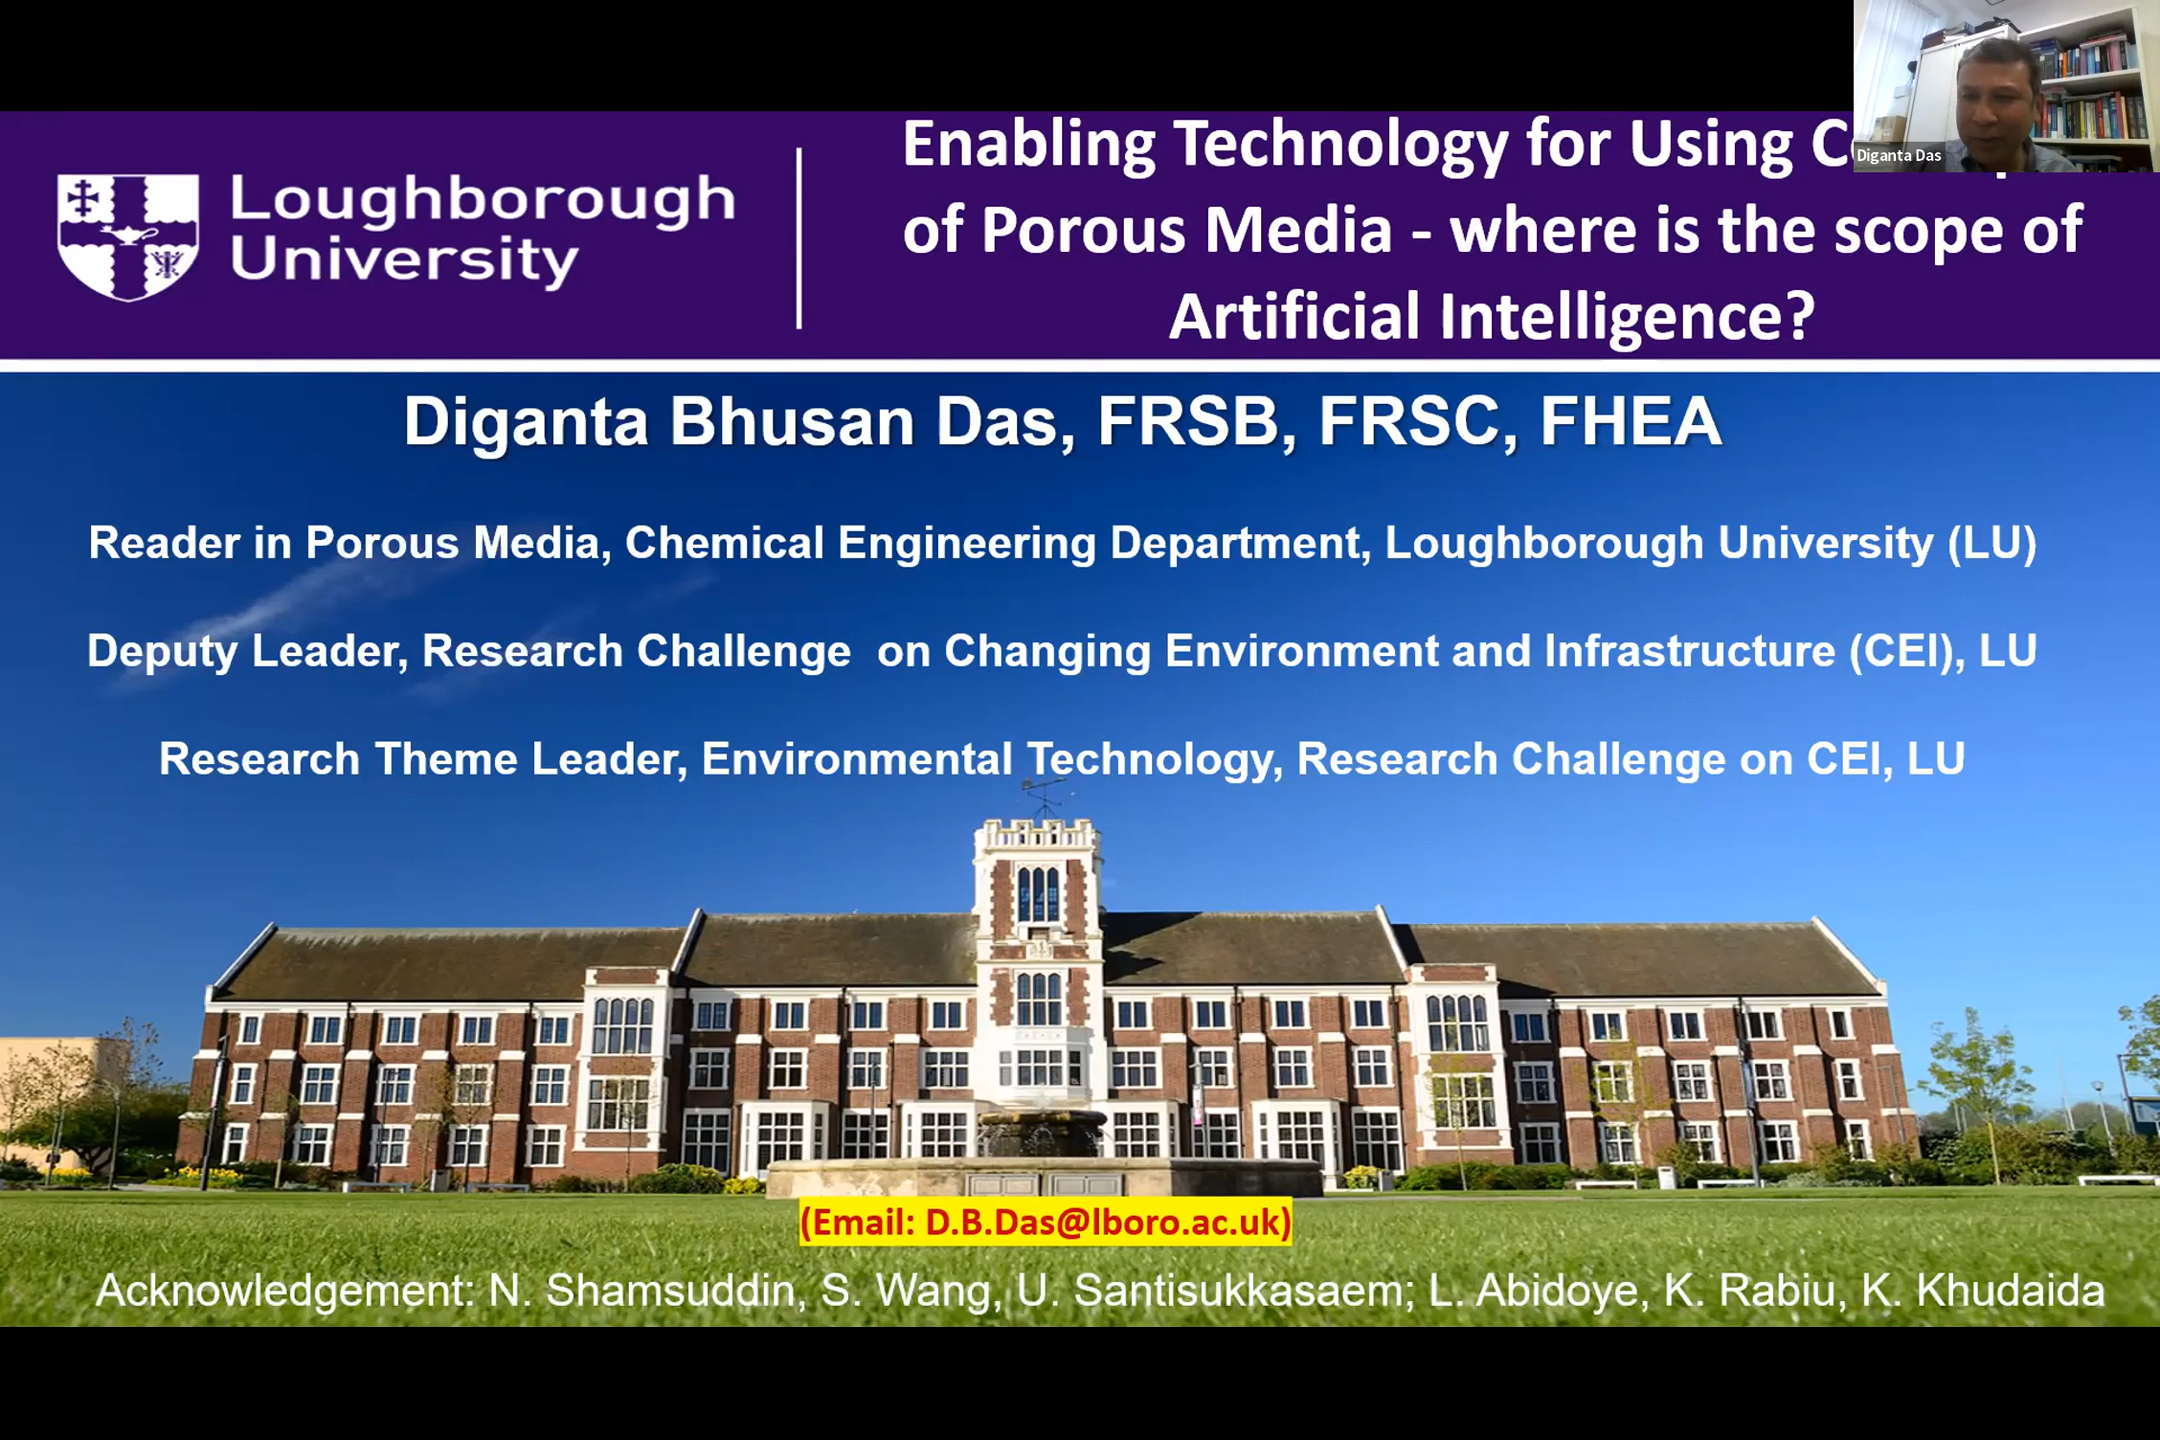 Loughborough
University
Enabling Technology for Using
of Porous Media - where is the scope of
Artificial Intelligence?
Diganta Das
Diganta Bhusan Das, FRSB, FRSC, FHEA
Reader in Porous Media, Chemical Engineering Department, Loughborough University (LU)
Deputy Leader, Research Challenge on Changing Environment and Infrastructure (CEI), LU
Research Theme Leader, Environmental Technology, Research Challenge on CEI, LU
(Email: D.B.Das@lboro.ac.uk)
Acknowledgement: N. Shamsuddin, S. Wang, U. Santisukkasaem; L. Abidoye, K. Rabiu, K. Khudaida